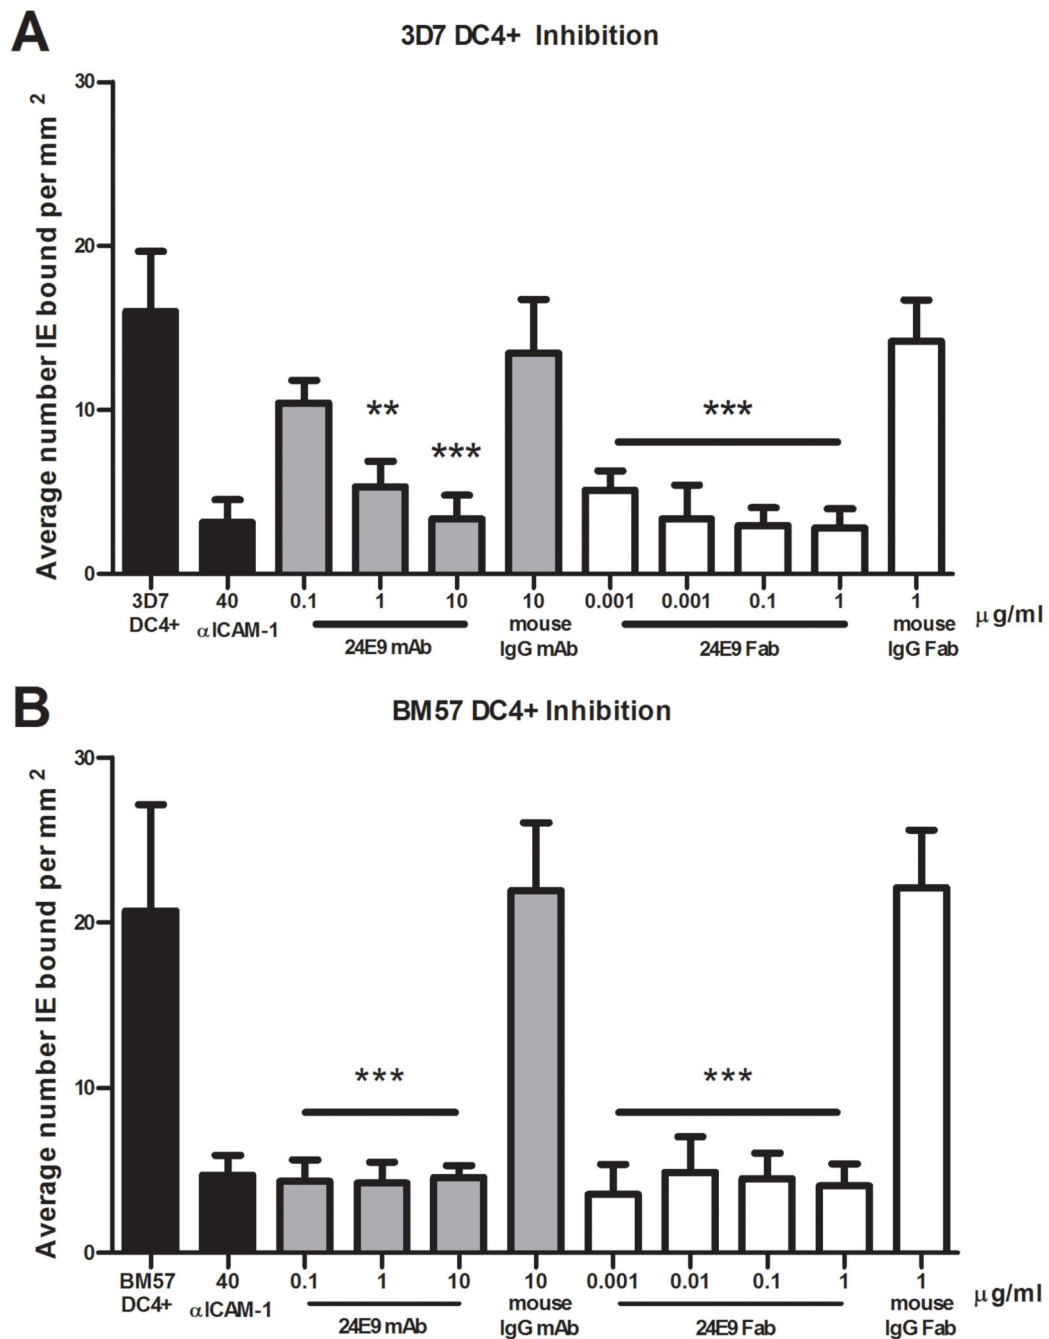 A
3D7 DC4+ Inhibition
Average number IE bound per mm 2
30
20
10
0
**
***
***
3D7 DC4+
40
0.1
1
10
10
0.001
0.001
0.1
1
1
μg/ml
αICAM-1
24E9 mAb
mouse IgG mAb
24E9 Fab
mouse IgG Fab
B
BM57 DC4+ Inhibition
Average number IE bound per mm 2
30
20
10
0
***
***
BM57 DC4+
40
0.1
1
10
10
0.001
0.01
0.1
1
1
μg/ml
αICAM-1
24E9 mAb
mouse IgG mAb
24E9 Fab
mouse IgG Fab